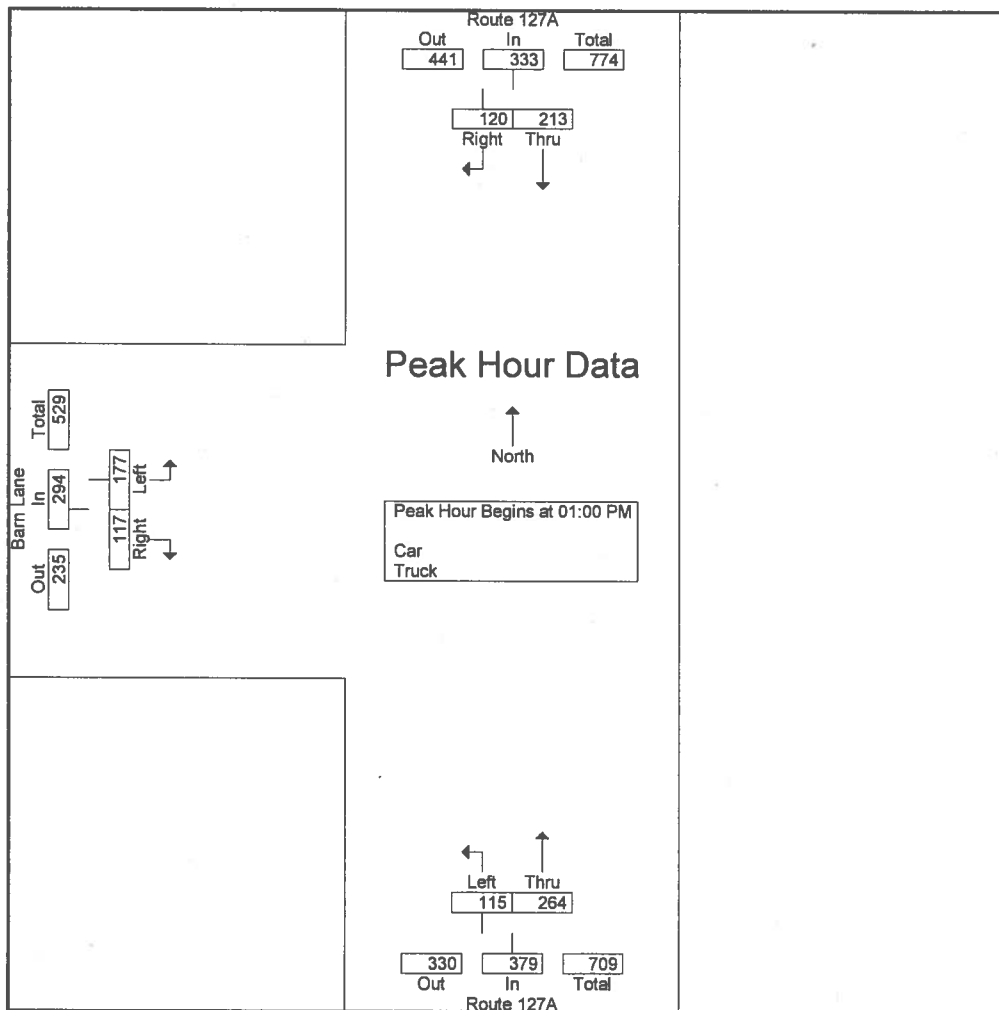 Route 127A
Out In Total
441 333 774
120 213
Right Thru
Peak Hour Data
North
Peak Hour Begins at 01:00 PM
Car
Truck
Barn Lane
Out In Total
235 294 529
117 177
Right Left
Left Thru
115 264
330 379 709
Out In Total
Route 127A